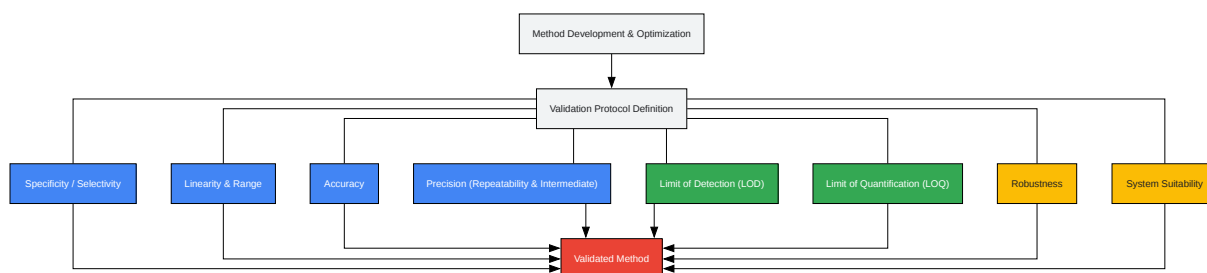 Method Development & Optimization
Validation Protocol Definition
Specificity / Selectivity
Linearity & Range
Accuracy
Precision (Repeatability & Intermediate)
Limit of Detection (LOD)
Limit of Quantification (LOQ)
Robustness
System Suitability
Validated Method